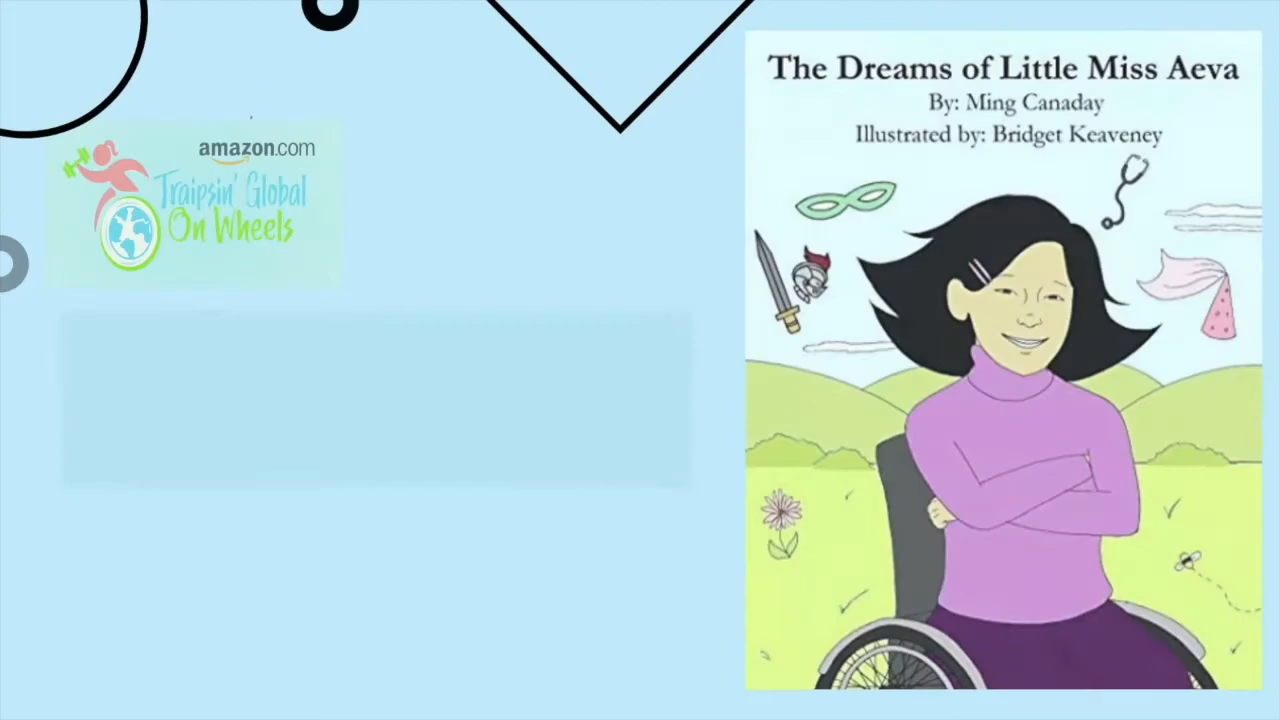 amazon.com
Traipsin' Global
On Wheels
The Dreams of Little Miss Aeva
By: Ming Canaday
Illustrated by: Bridget Keaveney